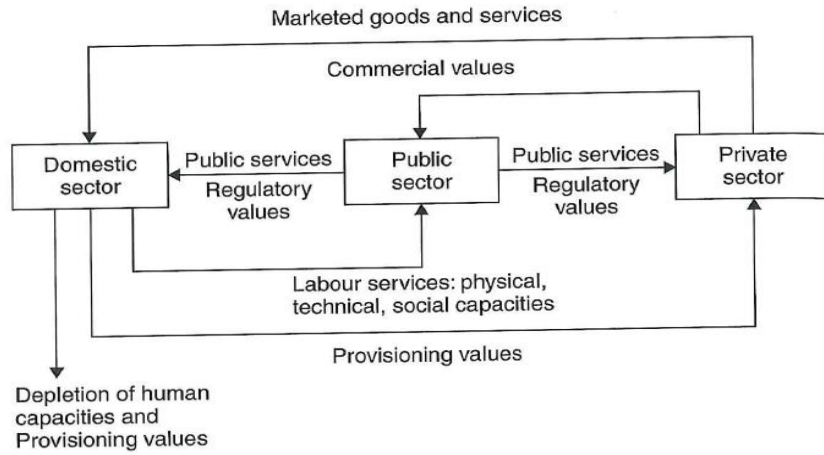 Marketed goods and services
Commercial values
Domestic
sector
Public services
Regulatory
values
Public
sector
Public services
Regulatory
values
Private
sector
Labour services: physical,
technical, social capacities
Provisioning values
Depletion of human
capacities and
Provisioning values